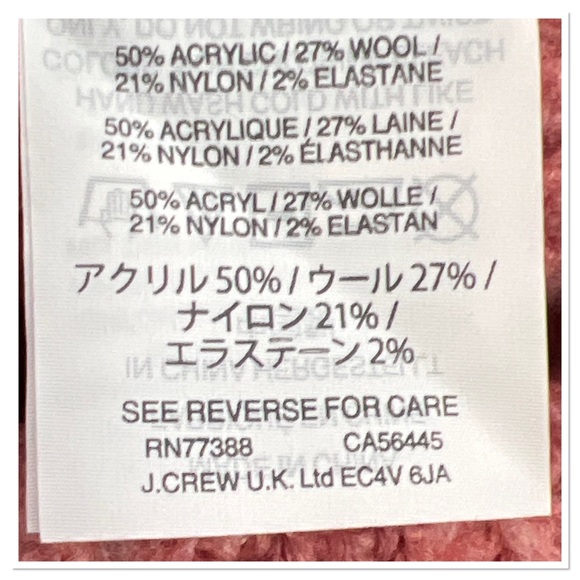 50% ACRYLIC / 27% WOOL /
21% NYLON / 2% ELASTANE
50% ACRYLIQUE / 27% LAINE /
21% NYLON / 2% ÉLASTHANNE
50% ACRYL / 27% WOLLE /
21% NYLON / 2% ELASTAN
アクリル 50% / ウール 27% /
ナイロン 21% /
エラステーン 2%
SEE REVERSE FOR CARE
RN77388 CA56445
J.CREW U.K. Ltd EC4V 6JA